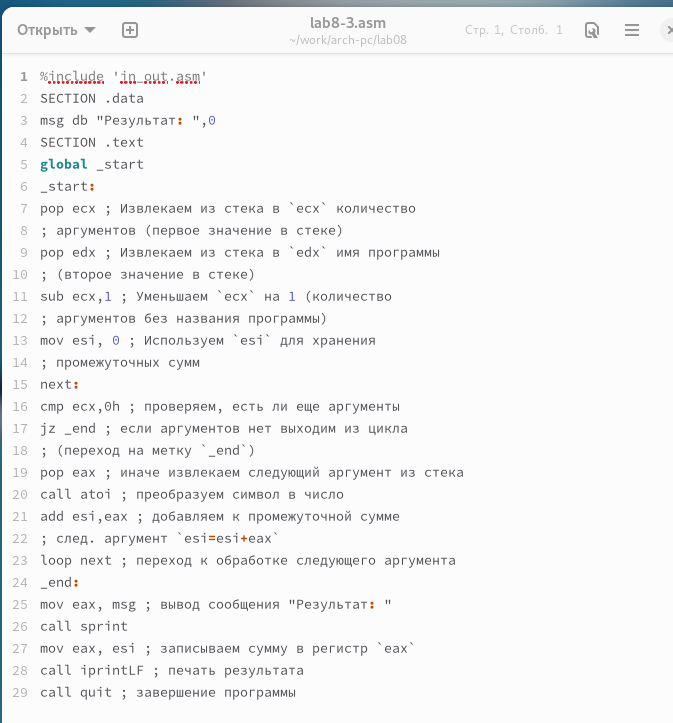 Открыть
lab8-3.asm
~/work/arch-pc/lab08
Стр. 1, Столб. 1
1 %include 'in_out.asm'
2 SECTION .data
3 msg db "Результат: ",0
4 SECTION .text
5 global _start
6 _start:
7 pop ecx ; Извлекаем из стека в `ecx` количество
8 ; аргументов (первое значение в стеке)
9 pop edx ; Извлекаем из стека в `edx` имя программы
10 ; (второе значение в стеке)
11 sub ecx,1 ; Уменьшаем `ecx` на 1 (количество
12 ; аргументов без названия программы)
13 mov esi, 0 ; Используем `esi` для хранения
14 ; промежуточных сумм
15 next:
16 cmp ecx,0h ; проверяем, есть ли еще аргументы
17 jz _end ; если аргументов нет выходим из цикла
18 ; (переход на метку `_end`)
19 pop eax ; иначе извлекаем следующий аргумент из стека
20 call atoi ; преобразуем символ в число
21 add esi,eax ; добавляем к промежуточной сумме
22 ; след. аргумент `esi=esi+eax`
23 loop next ; переход к обработке следующего аргумента
24 _end:
25 mov eax, msg ; вывод сообщения "Результат: "
26 call sprint
27 mov eax, esi ; записываем сумму в регистр `eax`
28 call iprintLF ; печать результата
29 call quit ; завершение программы